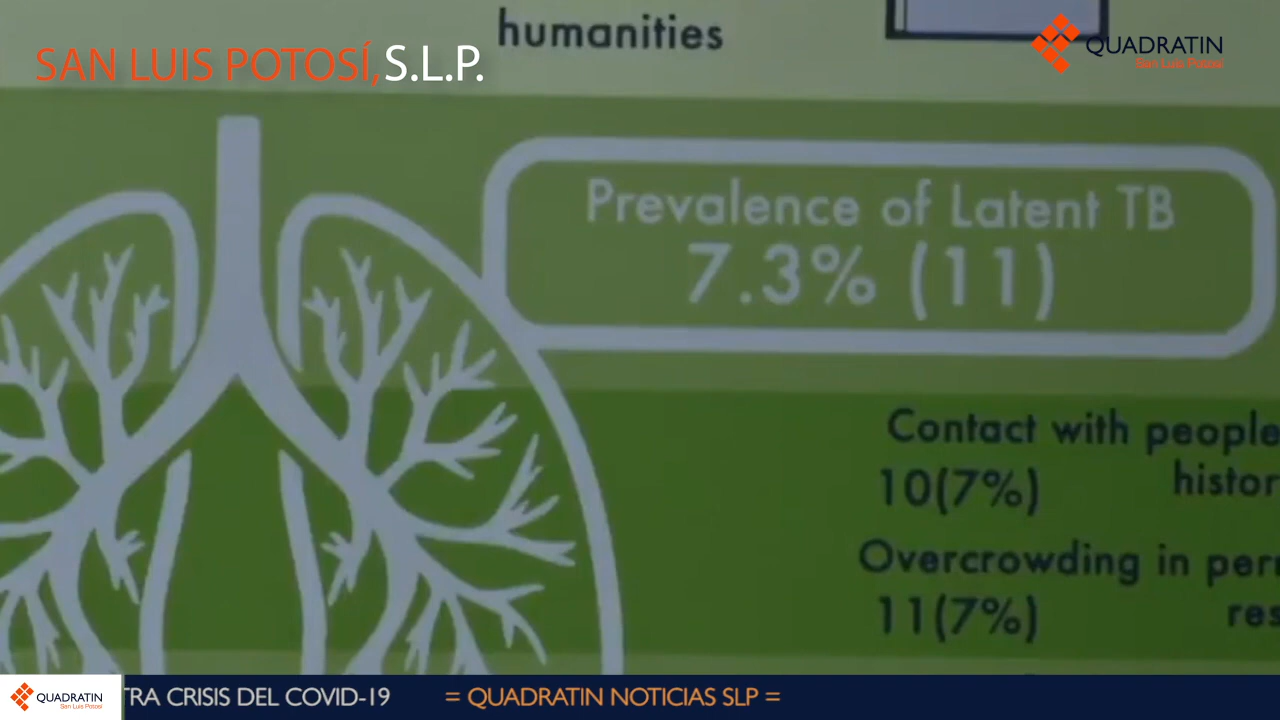 humanities
SAN LUIS POTOSÍ, S.L.P.
QUADRATIN
San Luis Potosí
Prevalence of Latent TB
7.3% (11)
Contact with people
10(7%)
histor
Overcrowding in per
11(7%)
res
QUADRATIN
San Luis Potosí
TRA CRISIS DEL COVID-19 = QUADRATIN NOTICIAS SLP =